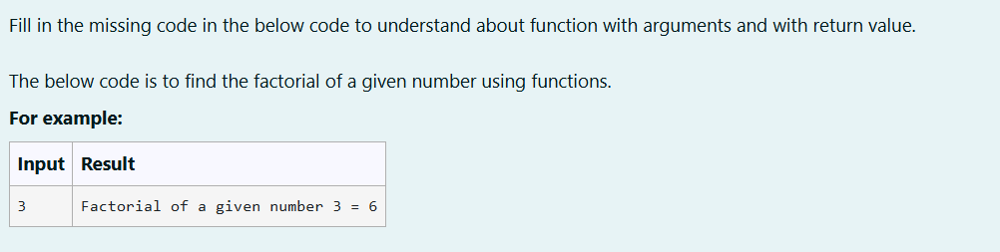 Fill in the missing code in the below code to understand about function with arguments and with return value.
The below code is to find the factorial of a given number using functions.
For example:
Input Result
3 Factorial of a given number 3 = 6